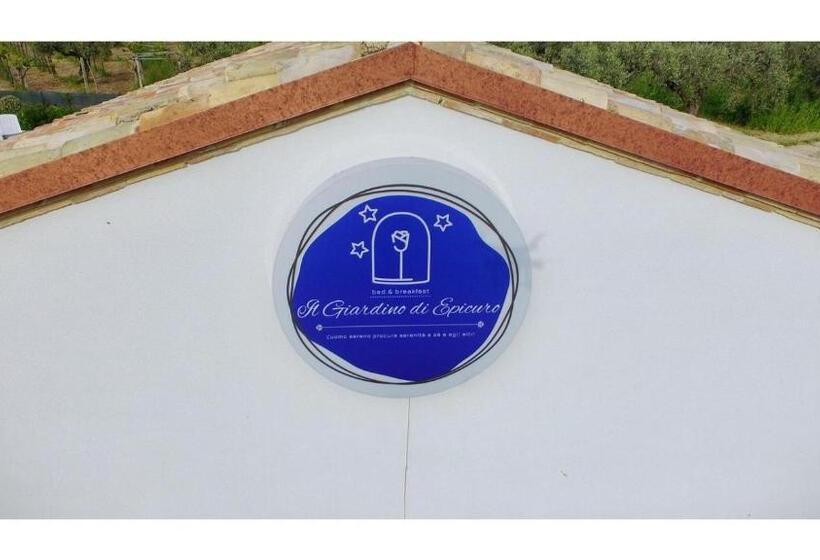 bed & breakfast
Il Giardino di Epicuro
L'uomo sereno procura serenità a sé e agli altri